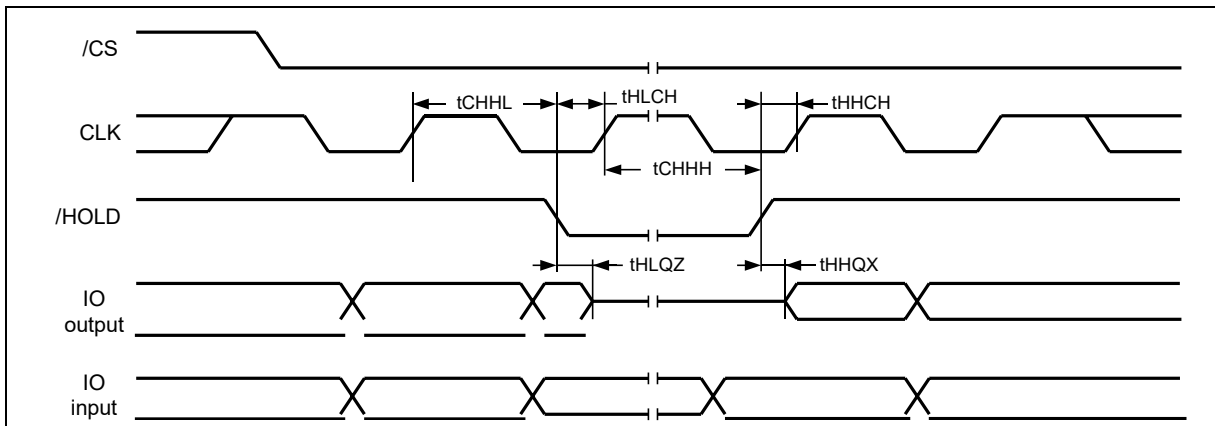 /CS
tCHHL
tHLCH
tHHCH
CLK
tCHHH
/HOLD
tHLQZ
tHHQX
IO
output
IO
input